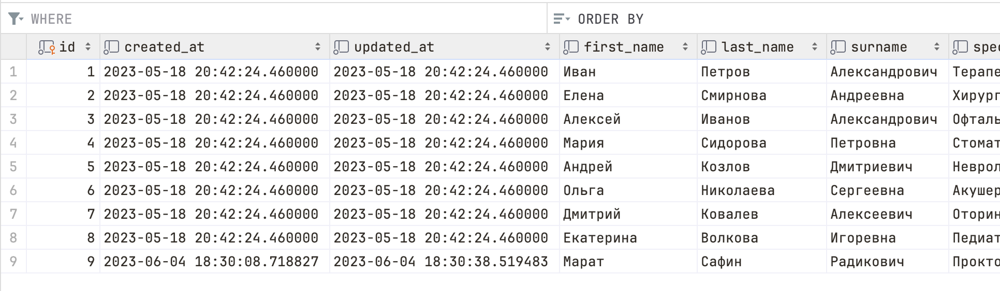 WHERE ORDER BY
id created_at updated_at first_name last_name surname spec
1 1 2023-05-18 20:42:24.460000 2023-05-18 20:42:24.460000 Иван Петров Александрович Терапе
2 2 2023-05-18 20:42:24.460000 2023-05-18 20:42:24.460000 Елена Смирнова Андреевна Хирург
3 3 2023-05-18 20:42:24.460000 2023-05-18 20:42:24.460000 Алексей Иванов Александрович Офталь
4 4 2023-05-18 20:42:24.460000 2023-05-18 20:42:24.460000 Мария Сидорова Петровна Стомат
5 5 2023-05-18 20:42:24.460000 2023-05-18 20:42:24.460000 Андрей Козлов Дмитриевич Неврол
6 6 2023-05-18 20:42:24.460000 2023-05-18 20:42:24.460000 Ольга Николаева Сергеевна Акушер
7 7 2023-05-18 20:42:24.460000 2023-05-18 20:42:24.460000 Дмитрий Ковалев Алексеевич Оторин
8 8 2023-05-18 20:42:24.460000 2023-05-18 20:42:24.460000 Екатерина Волкова Игоревна Педиат
9 9 2023-06-04 18:30:08.718827 2023-06-04 18:30:38.519483 Марат Сафин Радикович Прокто